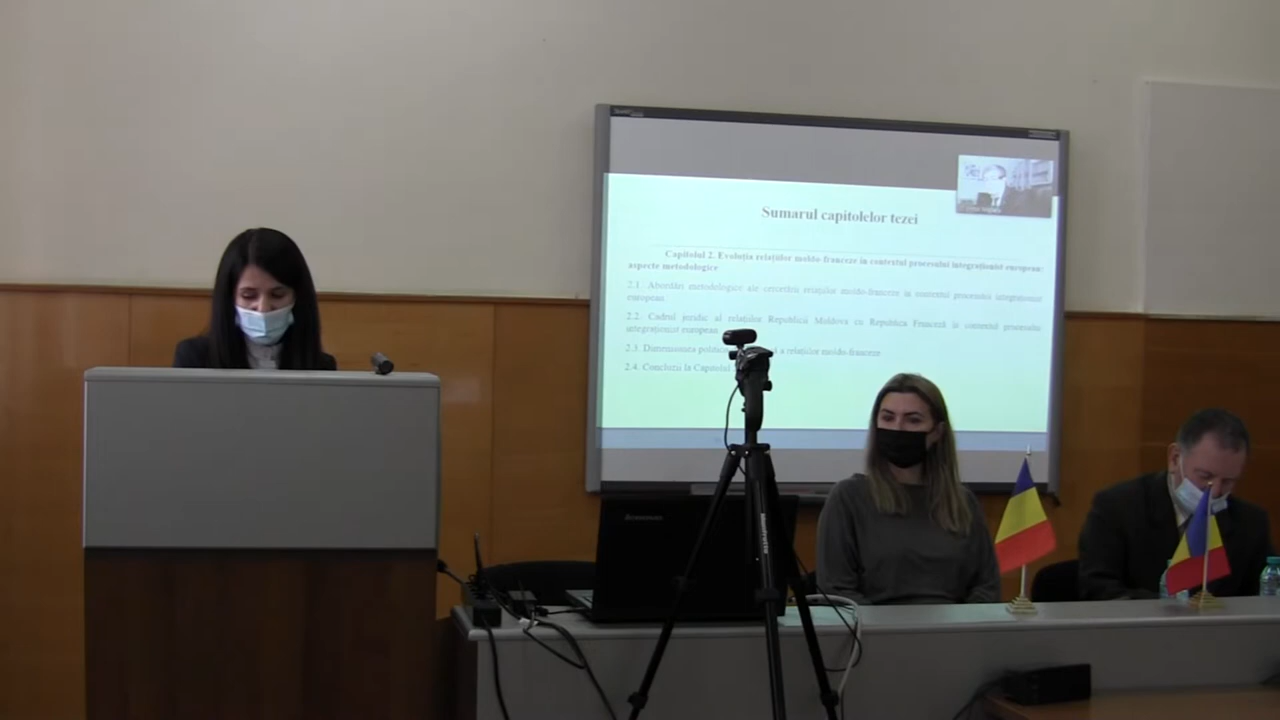 Sumarul capitolelor tezei
Capitolul 2. Evoluția relațiilor moldo-franceze în contextul procesului integraționist european:
aspecte metodologice
2.1. Abordări metodologice ale cercetării relațiilor moldo-franceze în contextul procesului integraționist
european.
2.2. Cadrul juridic al relațiilor Republicii Moldova cu Republica Franceză în contextul procesului
integraționist european.
2.3. Dimensiunea a relațiilor moldo-franceze
2.4. Concluzii la Capitolul
Lenovo